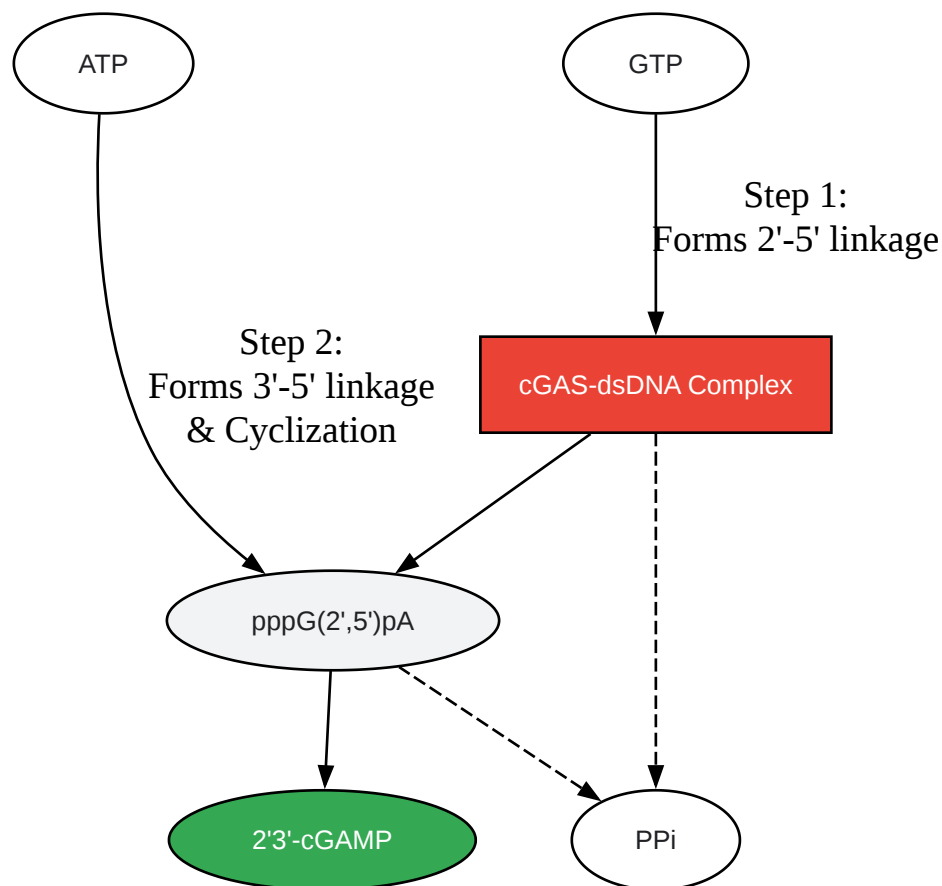 ATP
GTP
Step 1:
Forms 2'-5' linkage
Step 2:
Forms 3'-5' linkage
& Cyclization
cGAS-dsDNA Complex
pppG(2',5')pA
2'3'-cGAMP
PPi